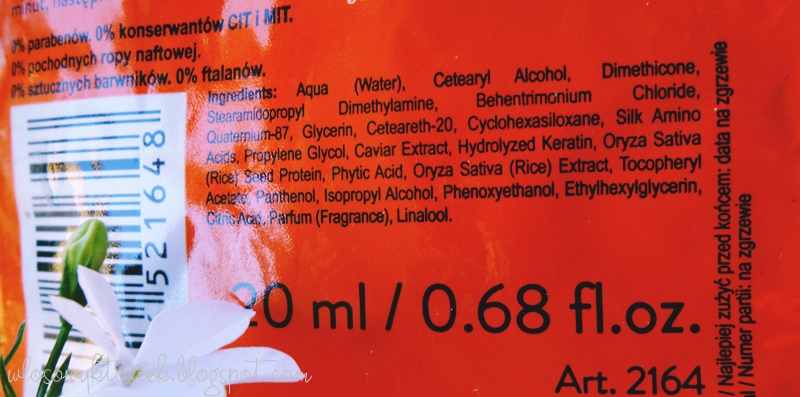 minut, następ
0% parabenów. 0% konserwantów CIT i MIT.
0% pochodnych ropy naftowej.
0% sztucznych barwników. 0% ftalanów.
Ingredients: Aqua (Water), Cetearyl Alcohol, Dimethicone,
Stearamidopropyl Dimethylamine, Behentrimonium Chloride,
Quaternium-87, Glycerin, Ceteareth-20, Cyclohexasiloxane, Silk Amino
Acids, Propylene Glycol, Caviar Extract, Hydrolyzed Keratin, Oryza Sativa
(Rice) Seed Protein, Phytic Acid, Oryza Sativa (Rice) Extract, Tocopheryl
Acetate, Panthenol, Isopropyl Alcohol, Phenoxyethanol, Ethylhexylglycerin,
Citric Acid, Parfum (Fragrance), Linalool.
521648
20 ml / 0.68 fl.oz.
Art. 2164
/ Najlepiej zużyć przed końcem: data na zgrzewie
/ Numer partii: na zgrzewie